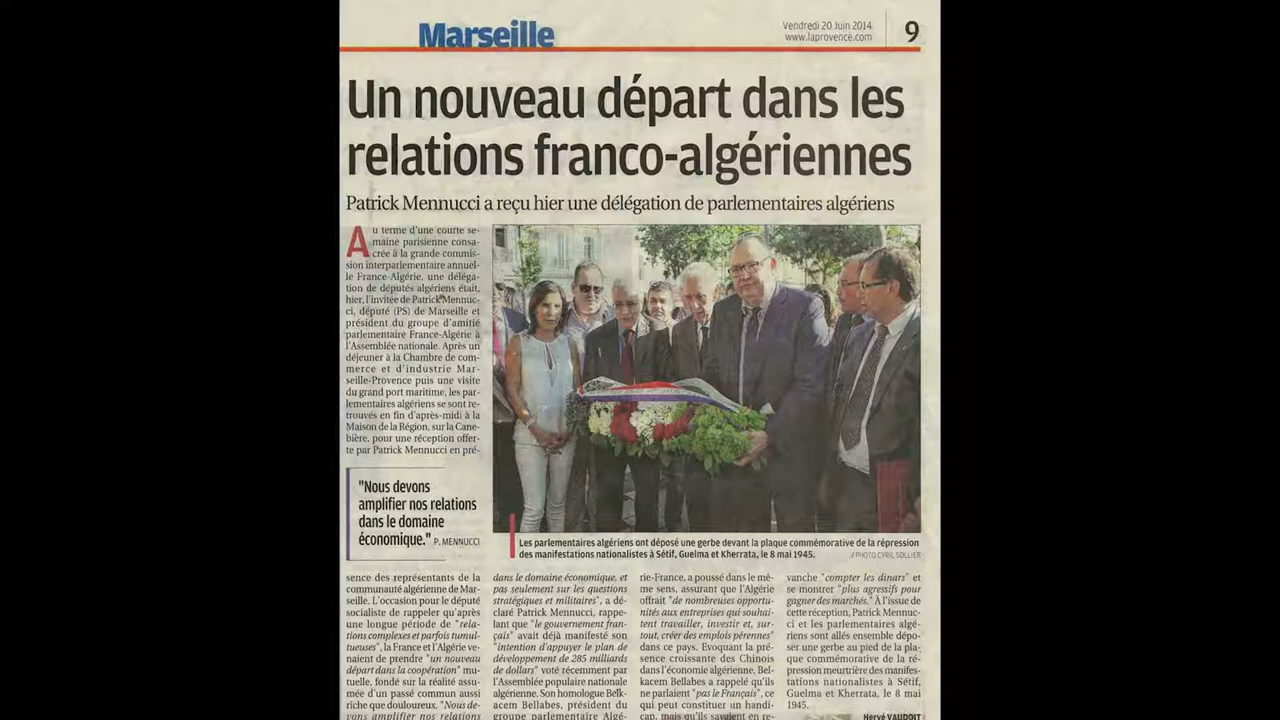 Marseille
Vendredi 20 Juin 2014
www.laprovence.com
9
Un nouveau départ dans les
relations franco-algériennes
Patrick Mennucci a reçu hier une délégation de parlementaires algériens
Au terme d'une courte se-
maine parisienne consa-
crée à la grande commis-
sion interparlementaire annuel-
le France-Algérie, une déléga-
tion de députés algériens était,
hier, l'invitée de Patrick Mennuc-
ci, député (PS) de Marseille et
président du groupe d'amitié
parlementaire France-Algérie à
l'Assemblée nationale. Après un
déjeuner à la Chambre de com-
merce et d'industrie Mar-
seille-Provence puis une visite
du grand port maritime, les par-
lementaires algériens se sont re-
trouvés en fin d'après-midi à la
Maison de la Région, sur la Cane-
bière, pour une réception offer-
te par Patrick Mennucci en pré-
"Nous devons
amplifier nos relations
dans le domaine
économique." P. MENNUCCI
Les parlementaires algériens ont déposé une gerbe devant la plaque commémorative de la répression
des manifestations nationalistes à Sétif, Guelma et Kherrata, le 8 mai 1945.
/ PHOTO CYRIL SOLLIER
sence des représentants de la
communauté algérienne de Mar-
seille. L'occasion pour le député
socialiste de rappeler qu'après
une longue période de "rela-
tions complexes et parfois tumul-
tueuses", la France et l'Algérie ve-
naient de prendre "un nouveau
départ dans la coopération" mu-
tuelle, fondé sur la réalité assu-
mée d'un passé commun aussi
riche que douloureux. "Nous de-
vons amplifier nos relations
dans le domaine économique, et
pas seulement sur les questions
stratégiques et militaires", a dé-
claré Patrick Mennucci, rappe-
lant que "le gouvernement fran-
çais" avait déjà manifesté son
"intention d'appuyer le plan de
développement de 285 milliards
de dollars" voté récemment par
l'Assemblée populaire nationale
algérienne. Son homologue Belk-
acem Bellabes, président du
groupe parlementaire Algé-
rie-France, a poussé dans le mê-
me sens, assurant que l'Algérie
offrait "de nombreuses opportu-
nités aux entreprises qui souhai-
tent travailler, investir et, sur-
tout, créer des emplois pérennes"
dans ce pays. Evoquant la pré-
sence croissante des Chinois
dans l'économie algérienne, Bel-
kacem Bellabes a rappelé qu'ils
ne parlaient "pas le Français", ce
qui peut constituer un handi-
cap, mais qu'ils savaient en re-
vanche "compter les dinars" et
se montrer "plus agressifs pour
gagner des marchés." À l'issue de
cette réception, Patrick Mennuc-
ci et les parlementaires algé-
riens sont allés ensemble dépo-
ser une gerbe au pied de la pla-
que commémorative de la ré-
pression meurtrière des manifes-
tations nationalistes à Sétif,
Guelma et Kherrata, le 8 mai
1945.
Hervé VAUDOIT